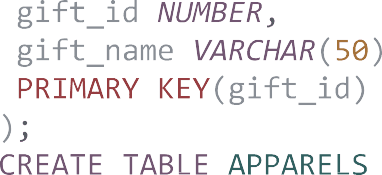 gift_id NUMBER,
gift_name VARCHAR(50)
PRIMARY KEY(gift_id)
);
CREATE TABLE APPARELS